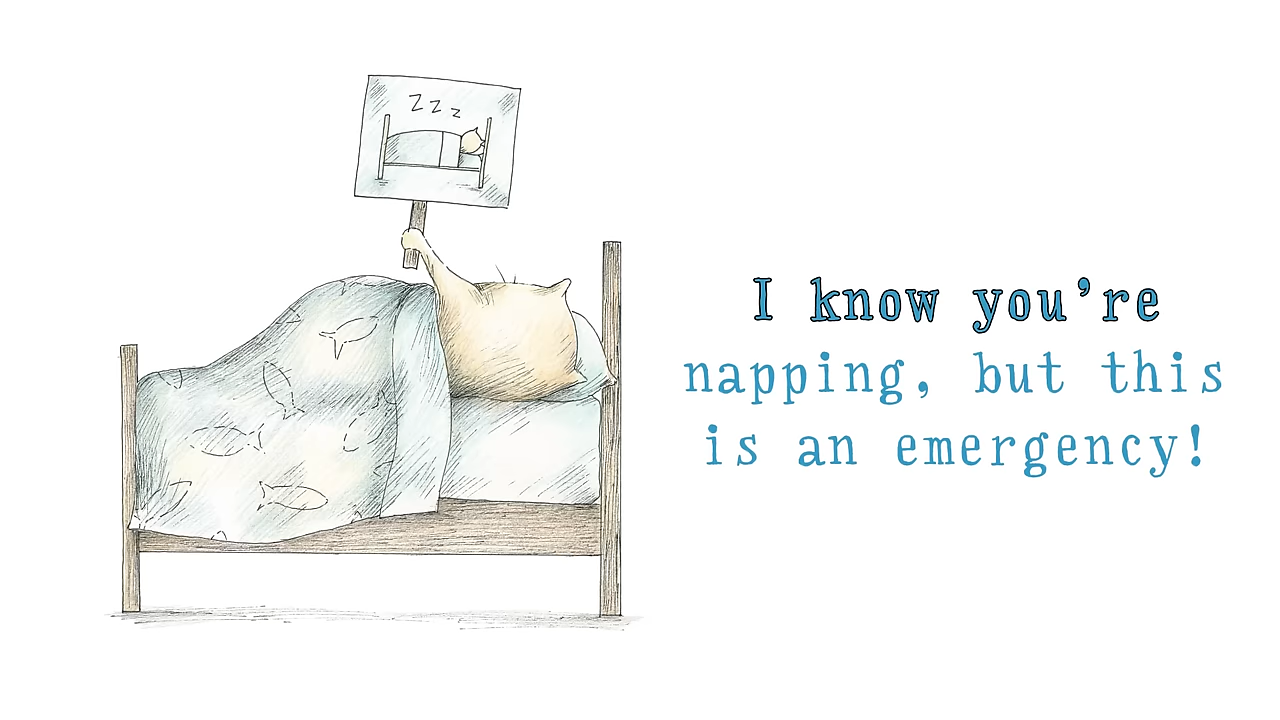 Z Z Z
I know you're
napping, but this
is an emergency!